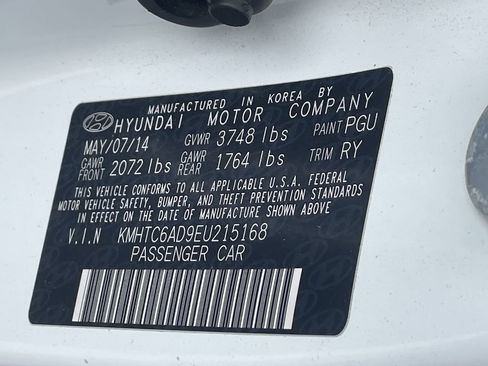 MANUFACTURED IN KOREA BY
HYUNDAI MOTOR COMPANY
MAY/07/14 GVWR 3748 lbs PAINT PGU
GAWR FRONT 2072 lbs GAWR REAR 1764 lbs TRIM RY
THIS VEHICLE CONFORMS TO ALL APPLICABLE U.S.A. FEDERAL
MOTOR VEHICLE SAFETY, BUMPER, AND THEFT PREVENTION STANDARDS
IN EFFECT ON THE DATE OF MANUFACTURE SHOWN ABOVE.
V.I.N KMHTC6AD9EU215168
PASSENGER CAR